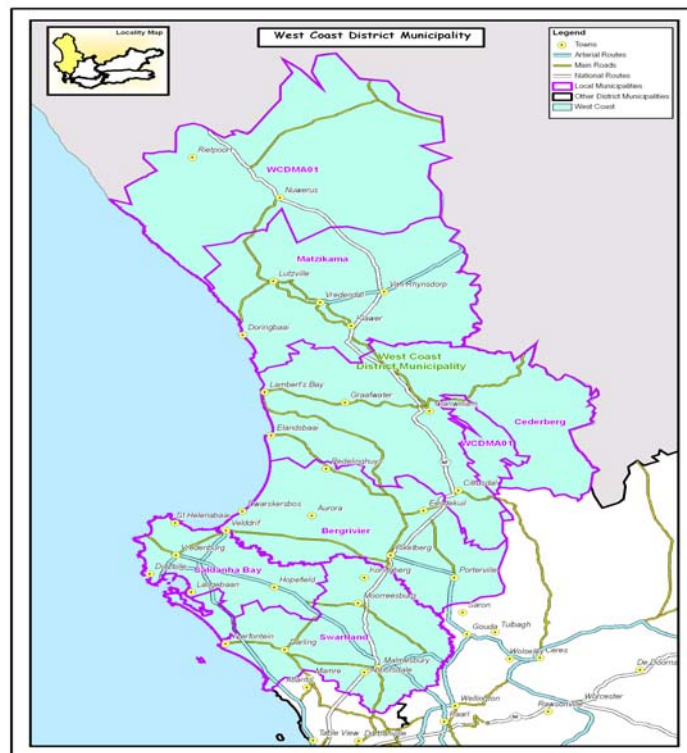 Locality Map
West Coast District Municipality
Legend
Towns
Arterial Routes
Main Roads
National Routes
Local Municipalities
Other District Municipalities
West Coast
Rietpoort
WCDMA01
Nuwerus
Matzikama
Lutzville
Vredendal
Van Rhynsdorp
Klawer
Doringbaai
West Coast
District Municipality
Lambert's Bay
Graafwater
Clanwilliam
Cederberg
Elandsbaai
WCDMA01
Redelinghuys
Citrusdal
Dwarskersbos
Aurora
Eendekuil
St Helenabaai
Velddrif
Bergrivier
Vredenburg
Piketberg
Saldanha Bay
Porterville
Langebaan
Hopefield
Koringberg
Moorreesburg
Saron
Gouda
Tulbagh
Swartland
Yzerfontein
Darling
Malmesbury
Wolseley
Ceres
Mamre
Abbotsdale
De Doorns
Atlantis
Wellington
Worcester
Rawsonville
Paarl
Table View
Durbanville